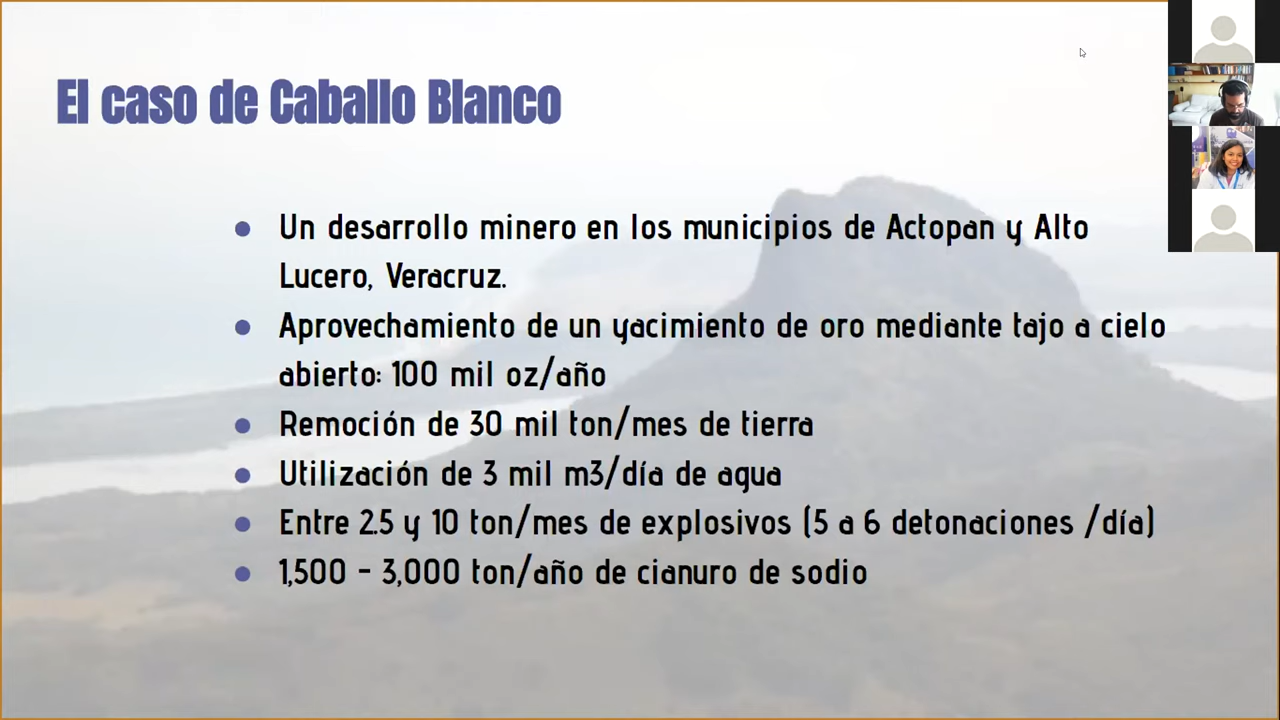 El caso de Caballo Blanco
● Un desarrollo minero en los municipios de Actopan y Alto
Lucero, Veracruz.
● Aprovechamiento de un yacimiento de oro mediante tajo a cielo
abierto: 100 mil oz/año
● Remoción de 30 mil ton/mes de tierra
● Utilización de 3 mil m3/día de agua
● Entre 2.5 y 10 ton/mes de explosivos (5 a 6 detonaciones /día)
● 1,500 - 3,000 ton/año de cianuro de sodio